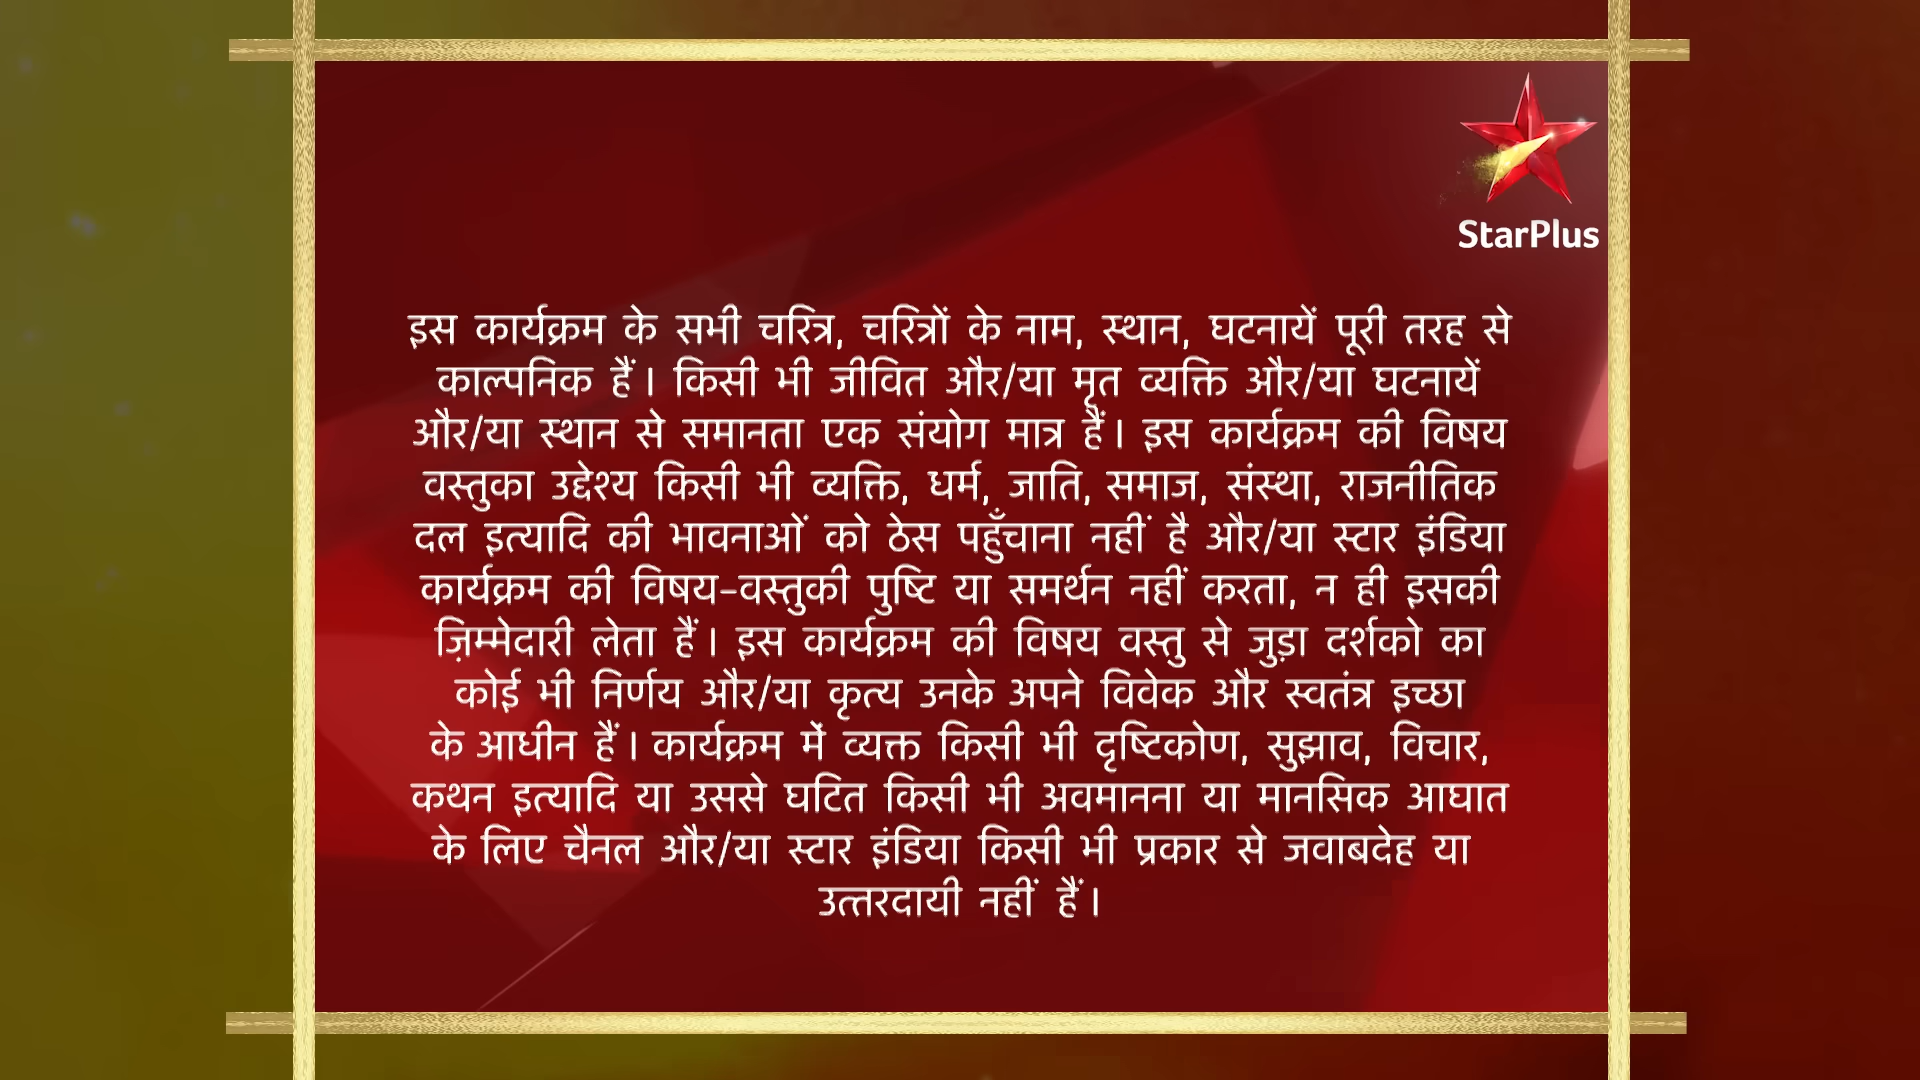 StarPlus
इस कार्यक्रम के सभी चरित्र, चरित्रों के नाम, स्थान, घटनायें पूरी तरह से
काल्पनिक हैं। किसी भी जीवित और/या मृत व्यक्ति और/या घटनायें
और/या स्थान से समानता एक संयोग मात्र हैं। इस कार्यक्रम की विषय
वस्तुका उद्देश्य किसी भी व्यक्ति, धर्म, जाति, समाज, संस्था, राजनीतिक
दल इत्यादि की भावनाओं को ठेस पहुँचाना नहीं है और/या स्टार इंडिया
कार्यक्रम की विषय-वस्तुकी पुष्टि या समर्थन नहीं करता, न ही इसकी
ज़िम्मेदारी लेता हैं। इस कार्यक्रम की विषय वस्तु से जुड़ा दर्शको का
कोई भी निर्णय और/या कृत्य उनके अपने विवेक और स्वतंत्र इच्छा
के आधीन हैं। कार्यक्रम में व्यक्त किसी भी दृष्टिकोण, सुझाव, विचार,
कथन इत्यादि या उससे घटित किसी भी अवमानना या मानसिक आघात
के लिए चैनल और/या स्टार इंडिया किसी भी प्रकार से जवाबदेह या
उत्तरदायी नहीं हैं।